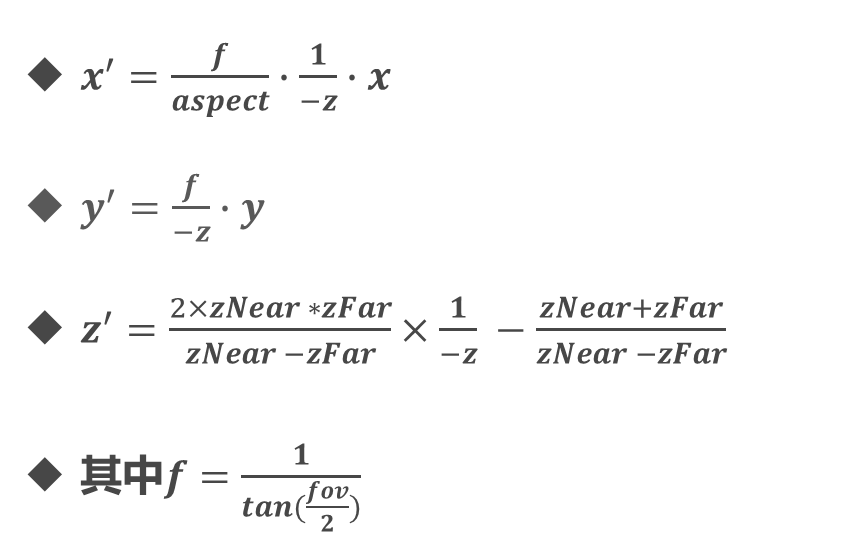 ◆ x′ = f/aspect · 1/−z · x
◆ y′ = f/−z · y
◆ z′ = 2×zNear*zFar/zNear−zFar × 1/−z − zNear+zFar/zNear−zFar
◆ 其中f = 1/tan(fov/2)